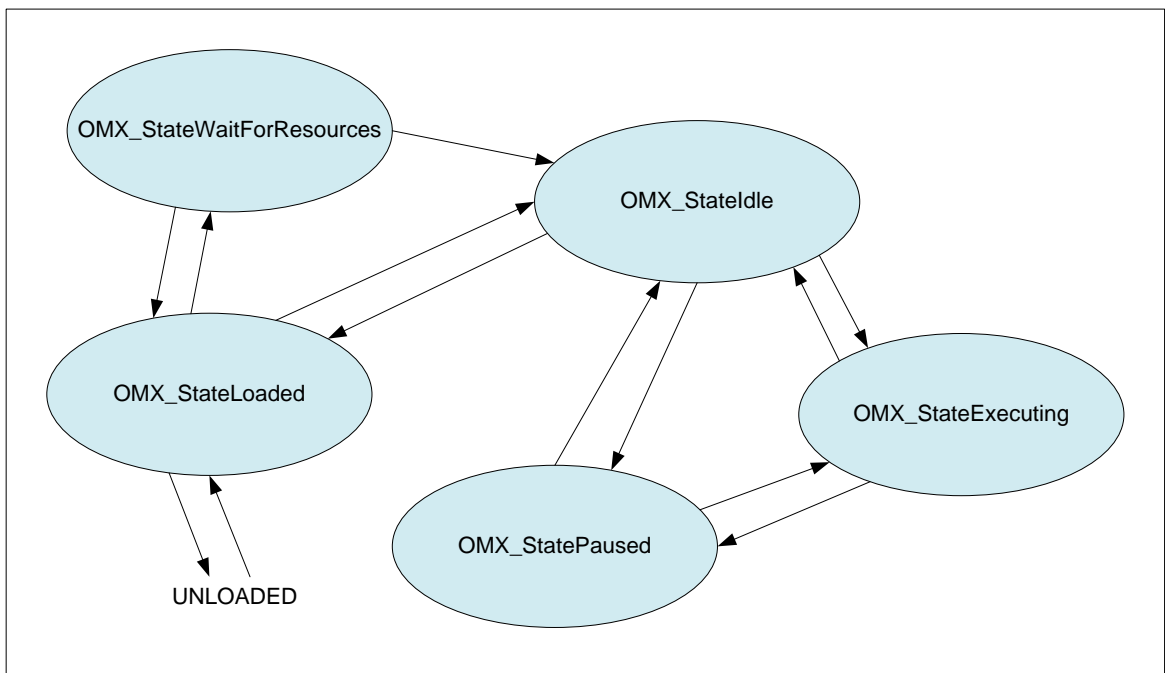 OMX_StateWaitForResources
OMX_StateIdle
OMX_StateLoaded
OMX_StateExecuting
OMX_StatePaused
UNLOADED